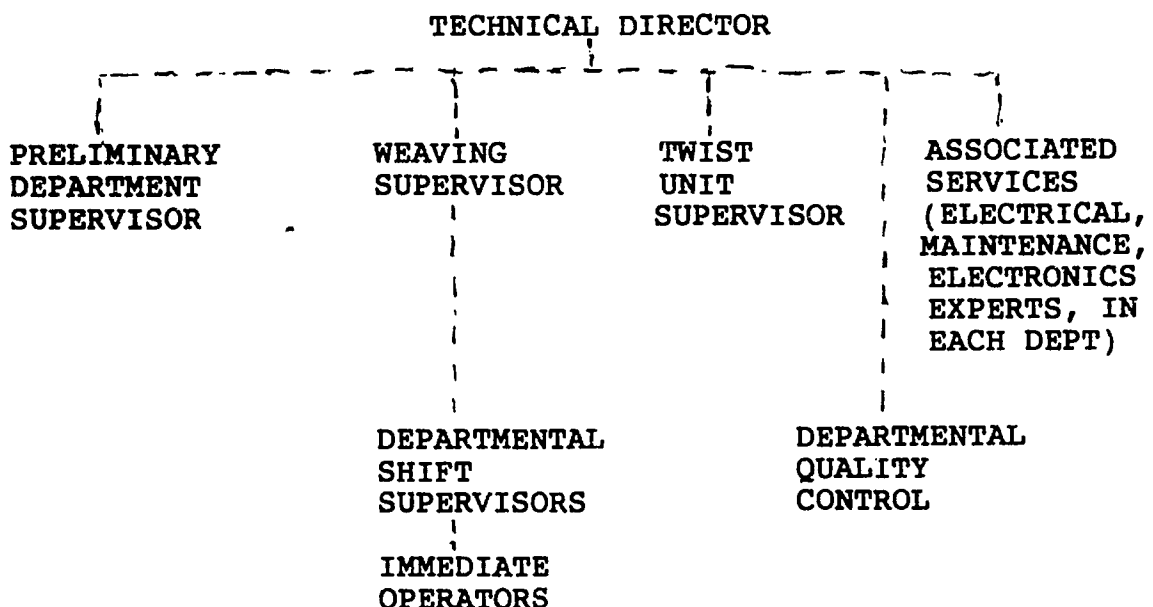 TECHNICAL DIRECTOR
PRELIMINARY
DEPARTMENT
SUPERVISOR
WEAVING
SUPERVISOR
TWIST
UNIT
SUPERVISOR
ASSOCIATED
SERVICES
(ELECTRICAL,
MAINTENANCE,
ELECTRONICS
EXPERTS, IN
EACH DEPT)
DEPARTMENTAL
SHIFT
SUPERVISORS
DEPARTMENTAL
QUALITY
CONTROL
IMMEDIATE
OPERATORS